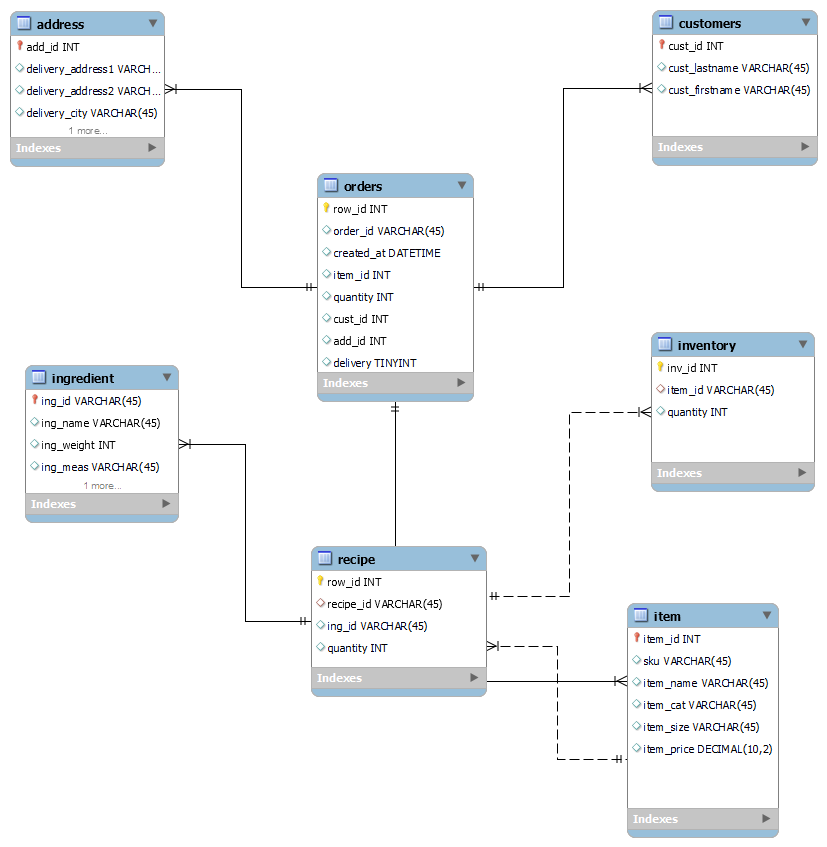 address
add_id INT
delivery_address1 VARCH...
delivery_address2 VARCH...
delivery_city VARCHAR(45)
1 more...
Indexes
customers
cust_id INT
cust_lastname VARCHAR(45)
cust_firstname VARCHAR(45)
Indexes
orders
row_id INT
order_id VARCHAR(45)
created_at DATETIME
item_id INT
quantity INT
cust_id INT
add_id INT
delivery TINYINT
Indexes
ingredient
ing_id VARCHAR(45)
ing_name VARCHAR(45)
ing_weight INT
ing_meas VARCHAR(45)
1 more...
Indexes
inventory
inv_id INT
item_id VARCHAR(45)
quantity INT
Indexes
recipe
row_id INT
recipe_id VARCHAR(45)
ing_id VARCHAR(45)
quantity INT
Indexes
item
item_id INT
sku VARCHAR(45)
item_name VARCHAR(45)
item_cat VARCHAR(45)
item_size VARCHAR(45)
item_price DECIMAL(10,2)
Indexes